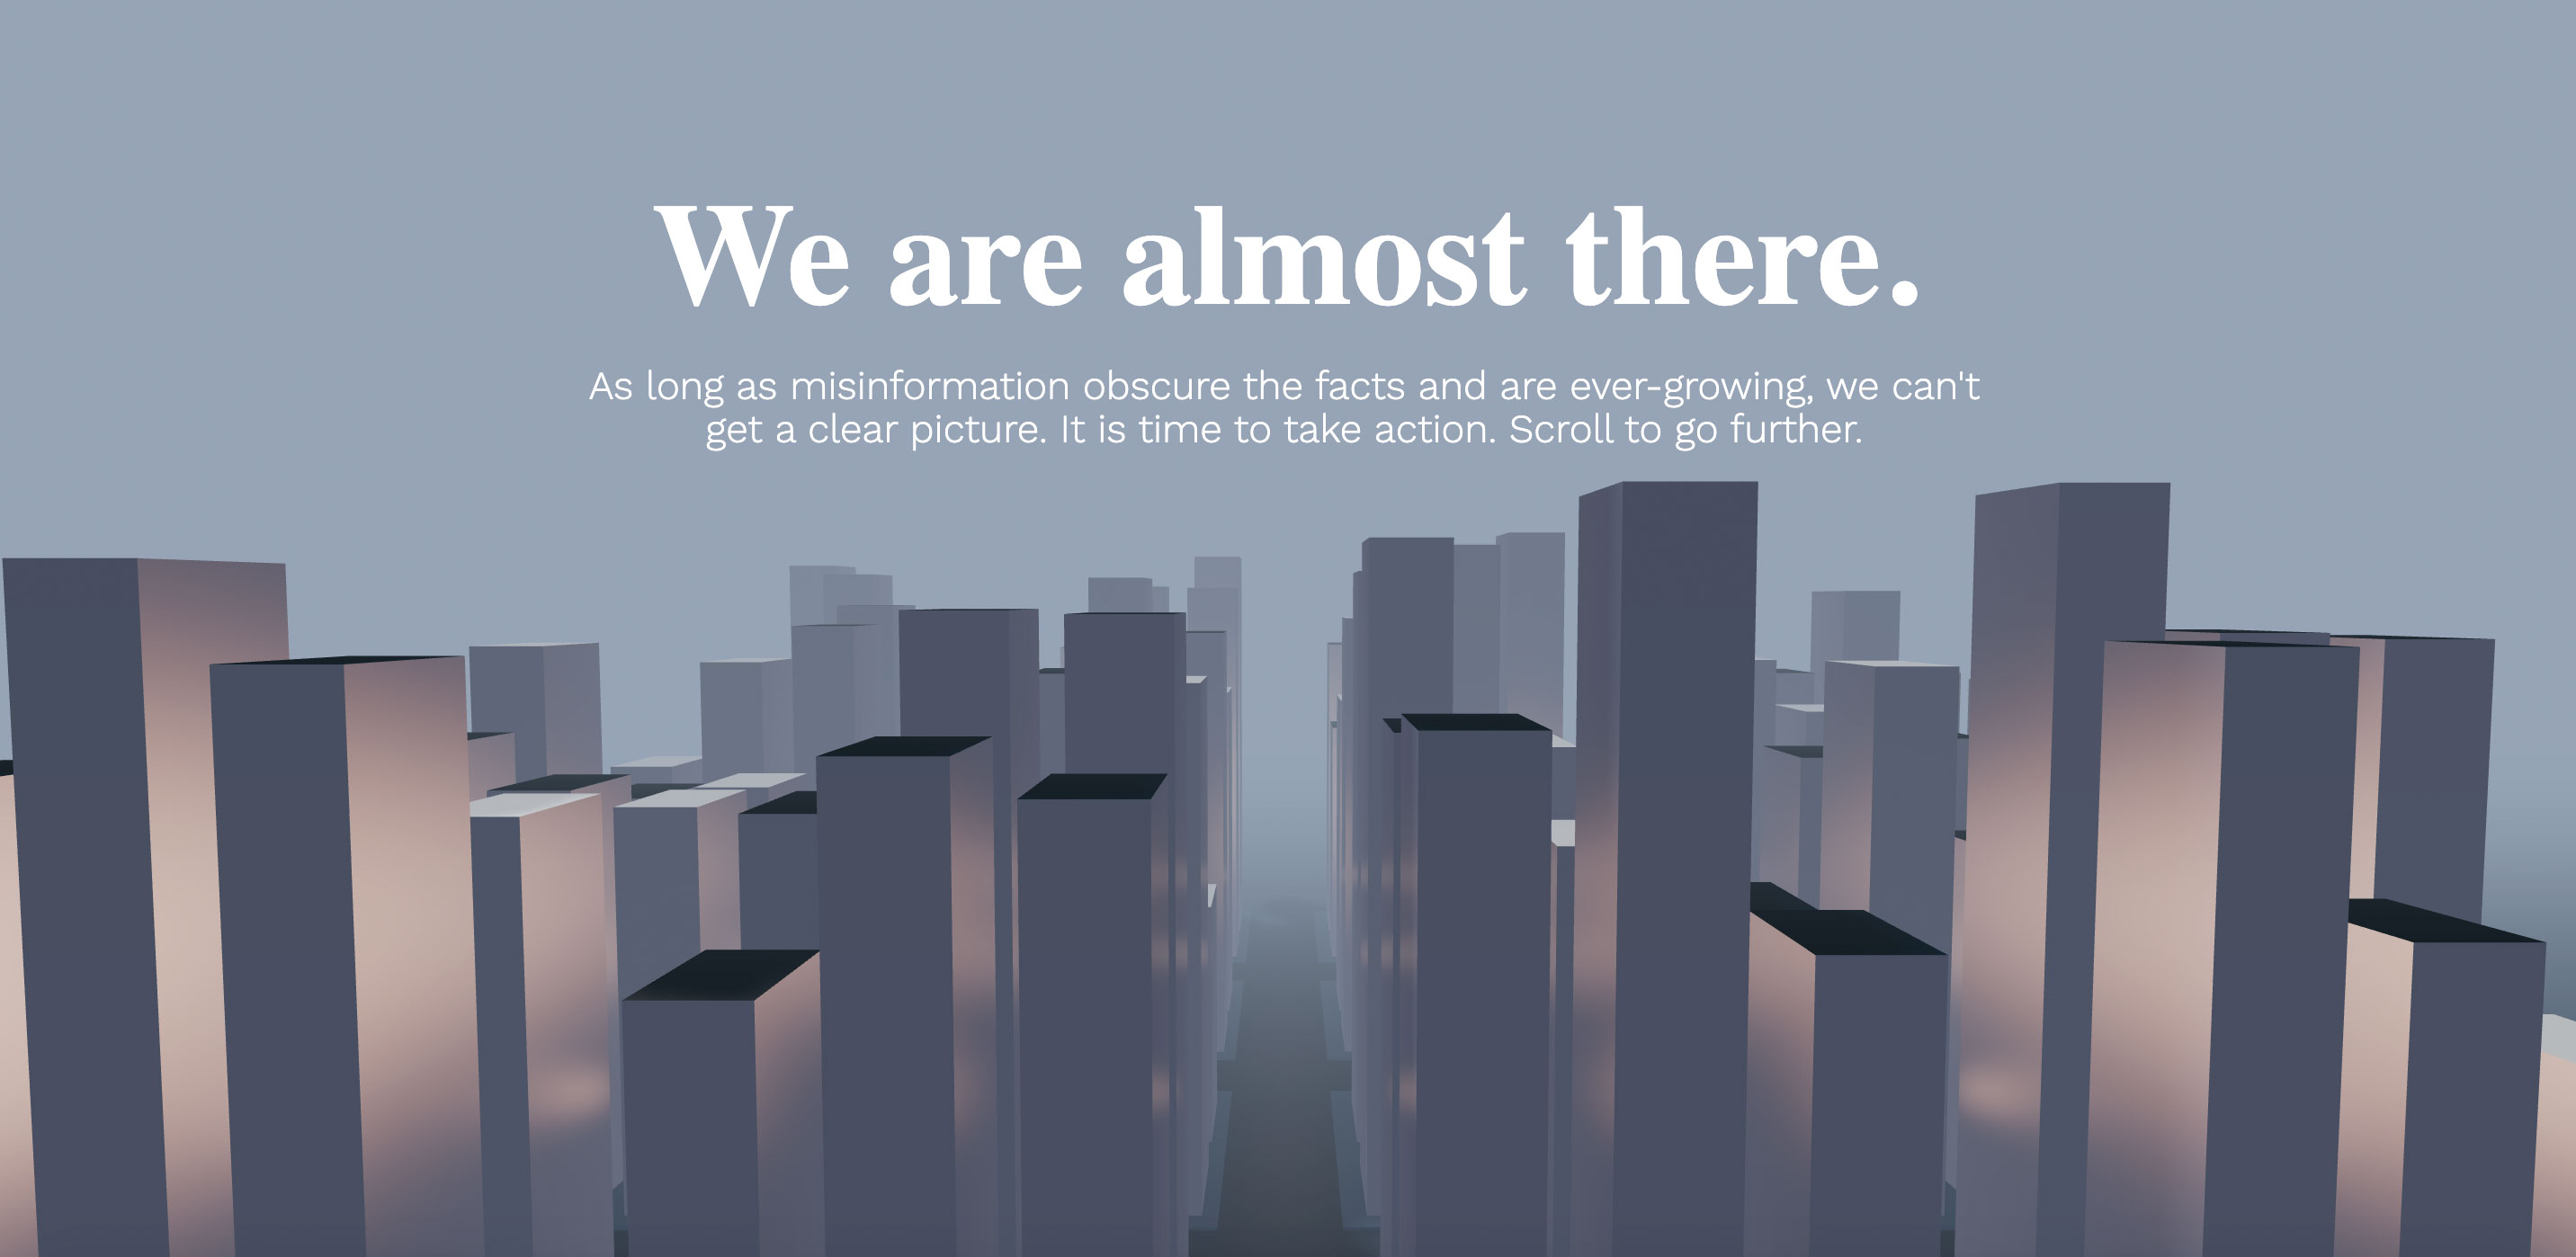 We are almost there.
As long as misinformation obscure the facts and are ever-growing, we can't
get a clear picture. It is time to take action. Scroll to go further.